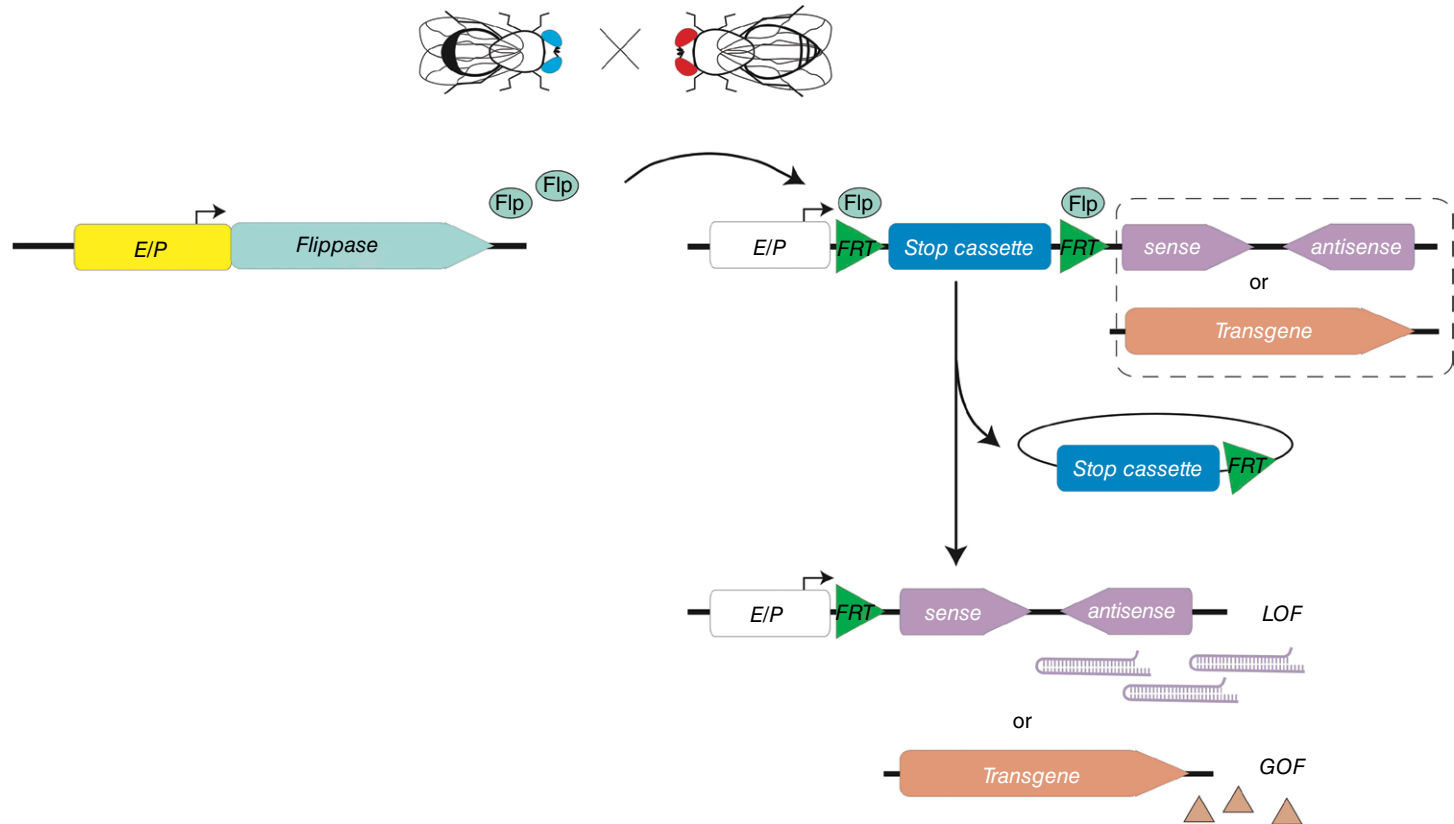 Flp
Flp
E/P
Flippase
Flp
Flp
E/P
FRT
Stop cassette
FRT
sense
antisense
or
Transgene
Stop cassette
FRT
E/P
FRT
sense
antisense
LOF
or
Transgene
GOF